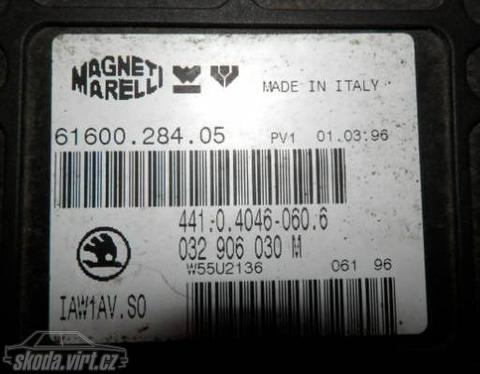 MAGNETI
MARELLI
MADE IN ITALY
61600.284.05 PV1 01.03.96
441.0.4046-060.6
032 906 030 M
W55U2136 061 96
IAW1AV.S0
skoda.virt.cz